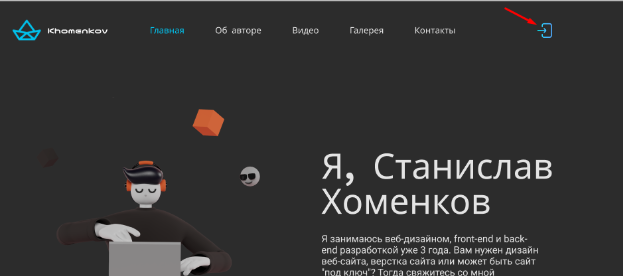 Khomenkov Главная Об авторе Видео Галерея Контакты
Я, Станислав
Хоменков
Я занимаюсь веб-дизайном, front-end и back-
end разработкой уже 3 года. Вам нужен дизайн
веб-сайта, верстка сайта или может быть сайт
"под ключ"? Тогда свяжитесь со мной